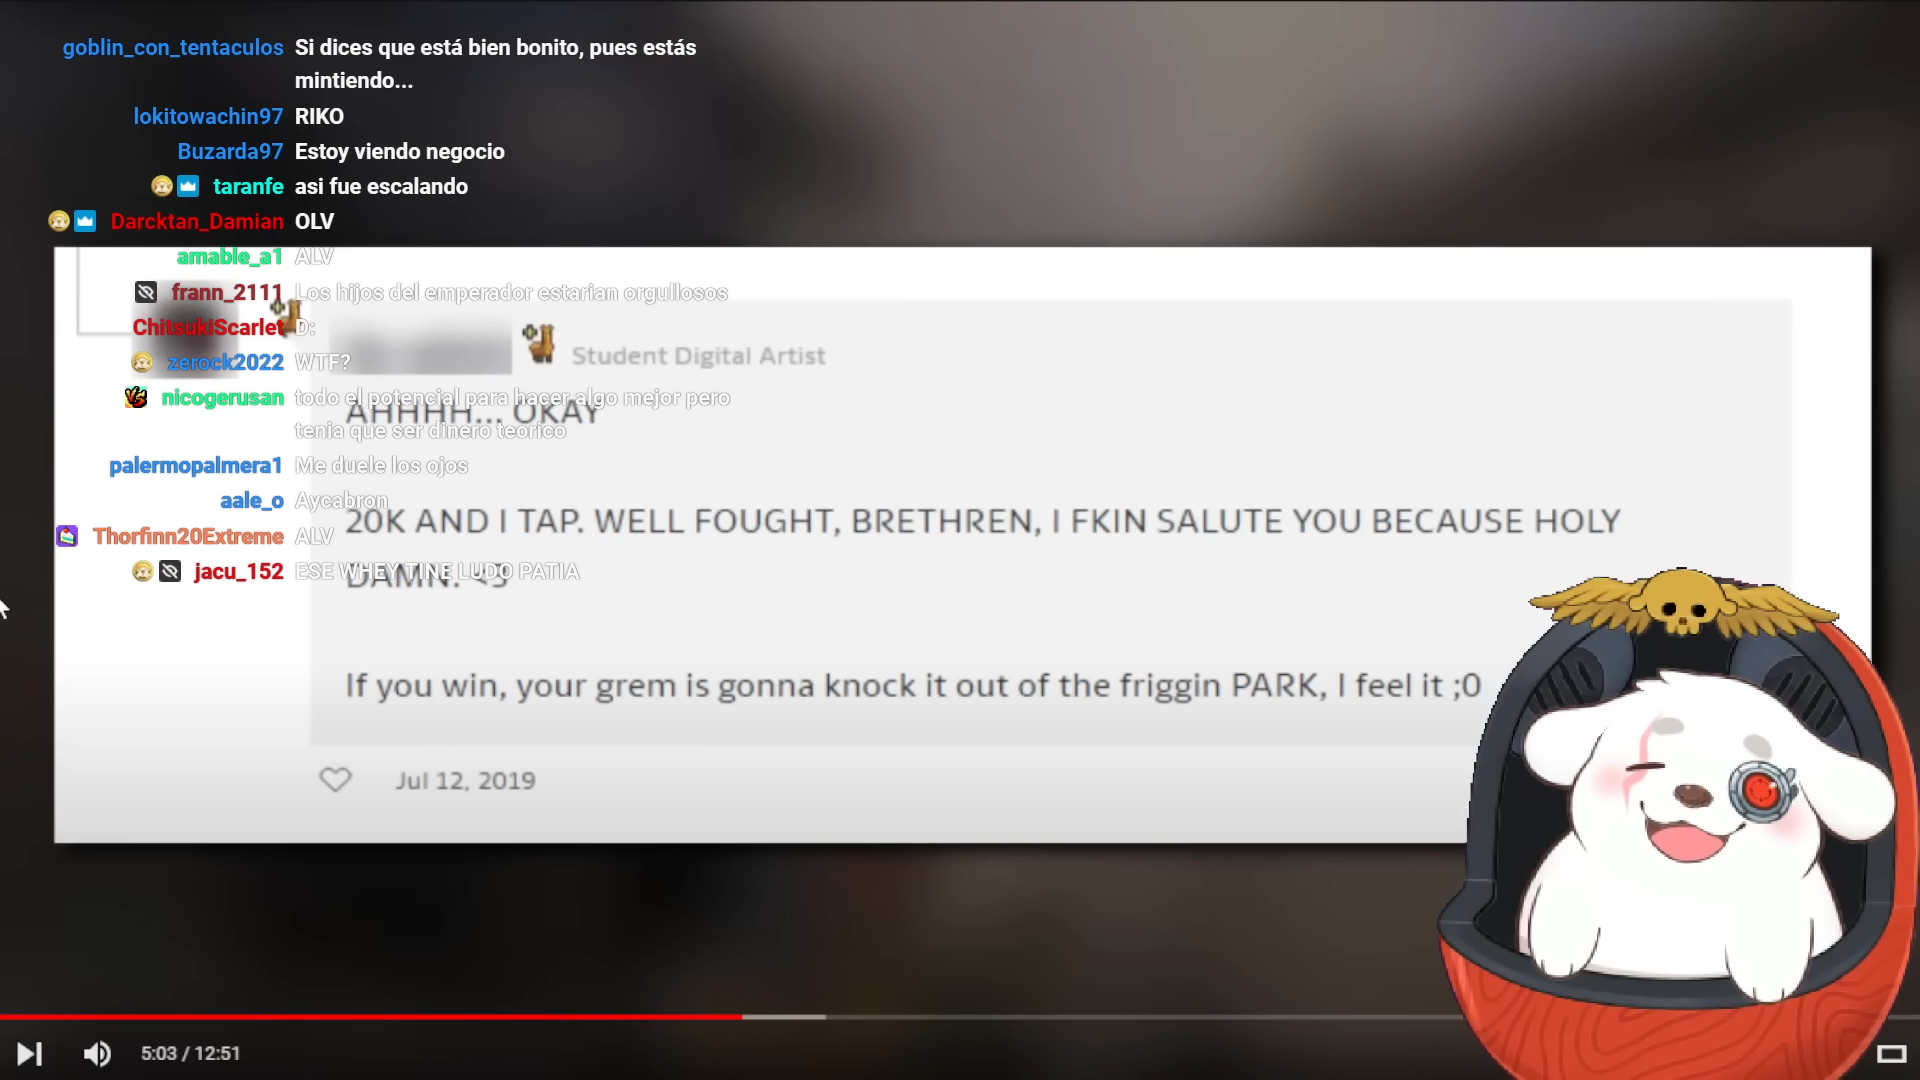 goblin_con_tentaculos Si dices que está bien bonito, pues estás
mintiendo...
lokitowachin97 RIKO
Buzarda97 Estoy viendo negocio
taranfe asi fue escalando
Darcktan_Damian OLV
amable_a1 ALV
frann_2111 Los hijos del emperador estarian orgullosos
ChitsukiScarlet D:
Student Digital Artist
zerock2022 WTF?
nicogerusan todo el potencial para hacer algo mejor pero
AHHHH... OKAY
tenia que ser dinero teorico
palermopalmera1 Me duele los ojos
aale_o Aycabron
20K AND I TAP. WELL FOUGHT, BRETHREN, I FKIN SALUTE YOU BECAUSE HOLY
Thorfinn20Extreme ALV
jacu_152 ESE WHEY TINE LUDO PATIA
DAMN. <3
If you win, your grem is gonna knock it out of the friggin PARK, I feel it ;0
Jul 12, 2019
5:03 / 12:51